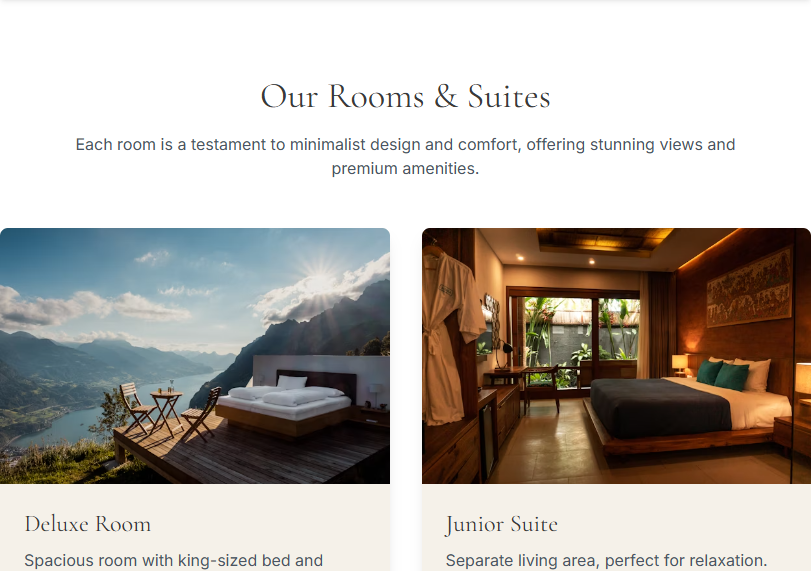 Our Rooms & Suites
Each room is a testament to minimalist design and comfort, offering stunning views and
premium amenities.
Deluxe Room
Spacious room with king-sized bed and
Junior Suite
Separate living area, perfect for relaxation.